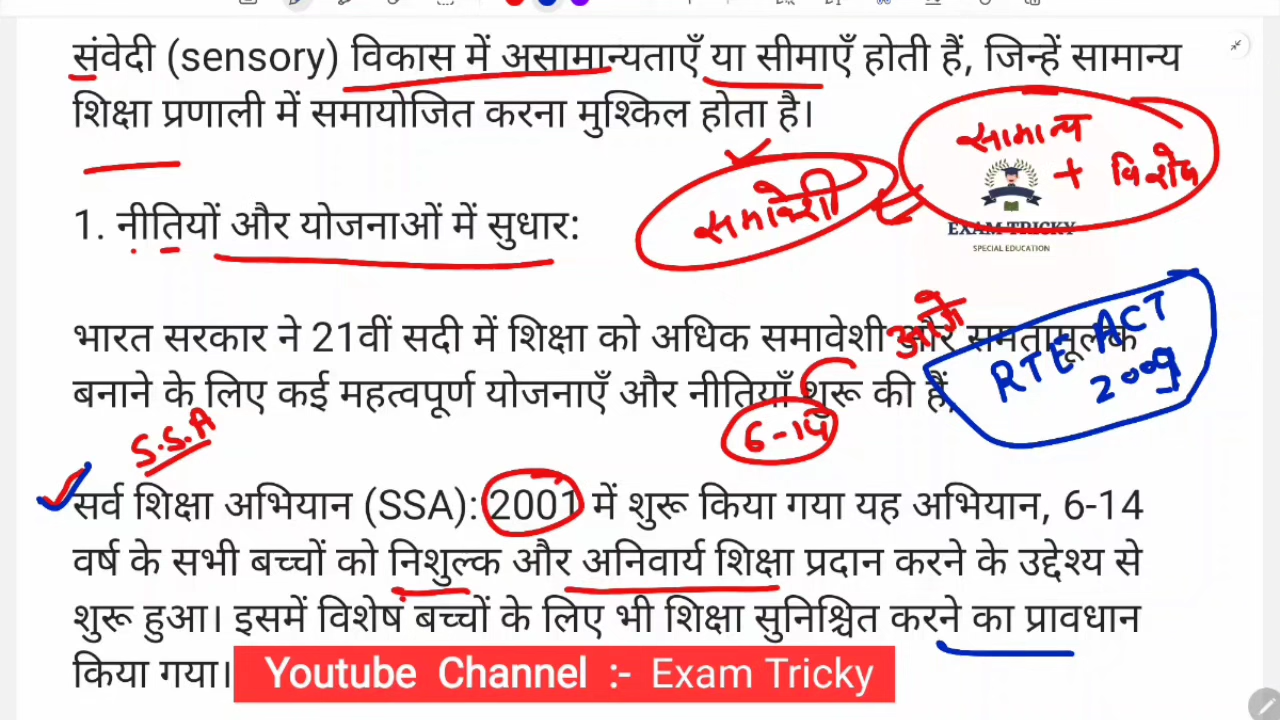 संवेदी (sensory) विकास में असामान्यताएँ या सीमाएँ होती हैं, जिन्हें सामान्य
शिक्षा प्रणाली में समायोजित करना मुश्किल होता है।
सामान्य
+ विशेष
समावेशी
1. नीतियों और योजनाओं में सुधार:
EXAM TRICKY
SPECIAL EDUCATION
भारत सरकार ने 21वीं सदी में शिक्षा को अधिक समावेशी और समतामूलक
बनाने के लिए कई महत्वपूर्ण योजनाएँ और नीतियाँ शुरू की हैं,
RTE ACT
2009
6-14
S.S.A
सर्व शिक्षा अभियान (SSA): 2001 में शुरू किया गया यह अभियान, 6-14
वर्ष के सभी बच्चों को निशुल्क और अनिवार्य शिक्षा प्रदान करने के उद्देश्य से
शुरू हुआ। इसमें विशेष बच्चों के लिए भी शिक्षा सुनिश्चित करने का प्रावधान
किया गया।
Youtube Channel :- Exam Tricky